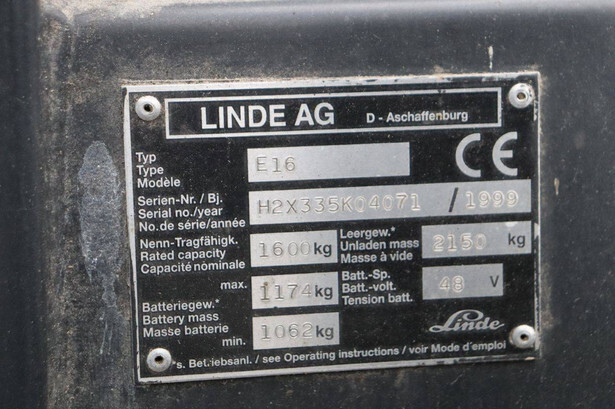 LINDE AG D - Aschaffenburg
Typ
Type
Modèle
E16
CE
Serien-Nr. / Bj.
Serial no./year
No. de série/année
H2X335K04071 / 1999
Nenn-Tragfähigk.
Rated capacity
Capacité nominale
1600 kg
Leergew.*
Unladen mass
Masse à vide
2150 kg
Batteriegew.*
Battery mass
Masse batterie
max. 1174 kg
min. 1062 kg
Batt.-Sp.
Batt.-volt.
Tension batt.
48 V
Linde
*s. Betriebsanl. / see Operating instructions / voir Mode d'emploi